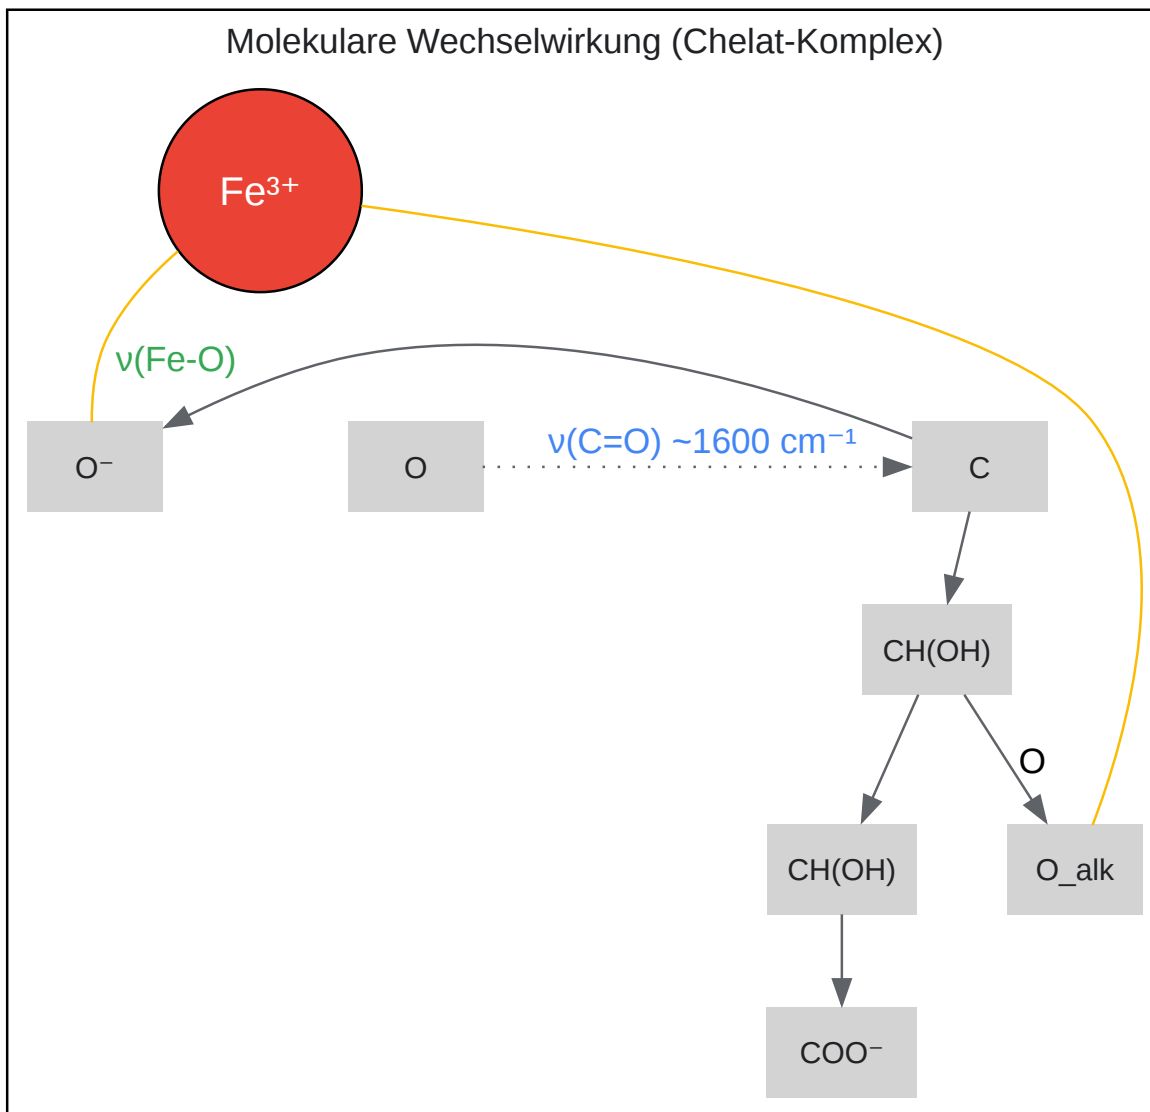 Molekulare Wechselwirkung (Chelat-Komplex)
Fe³⁺
ν(Fe-O)
ν(C=O) ~1600 cm⁻¹
O⁻
O
C
CH(OH)
O
CH(OH)
O_alk
COO⁻